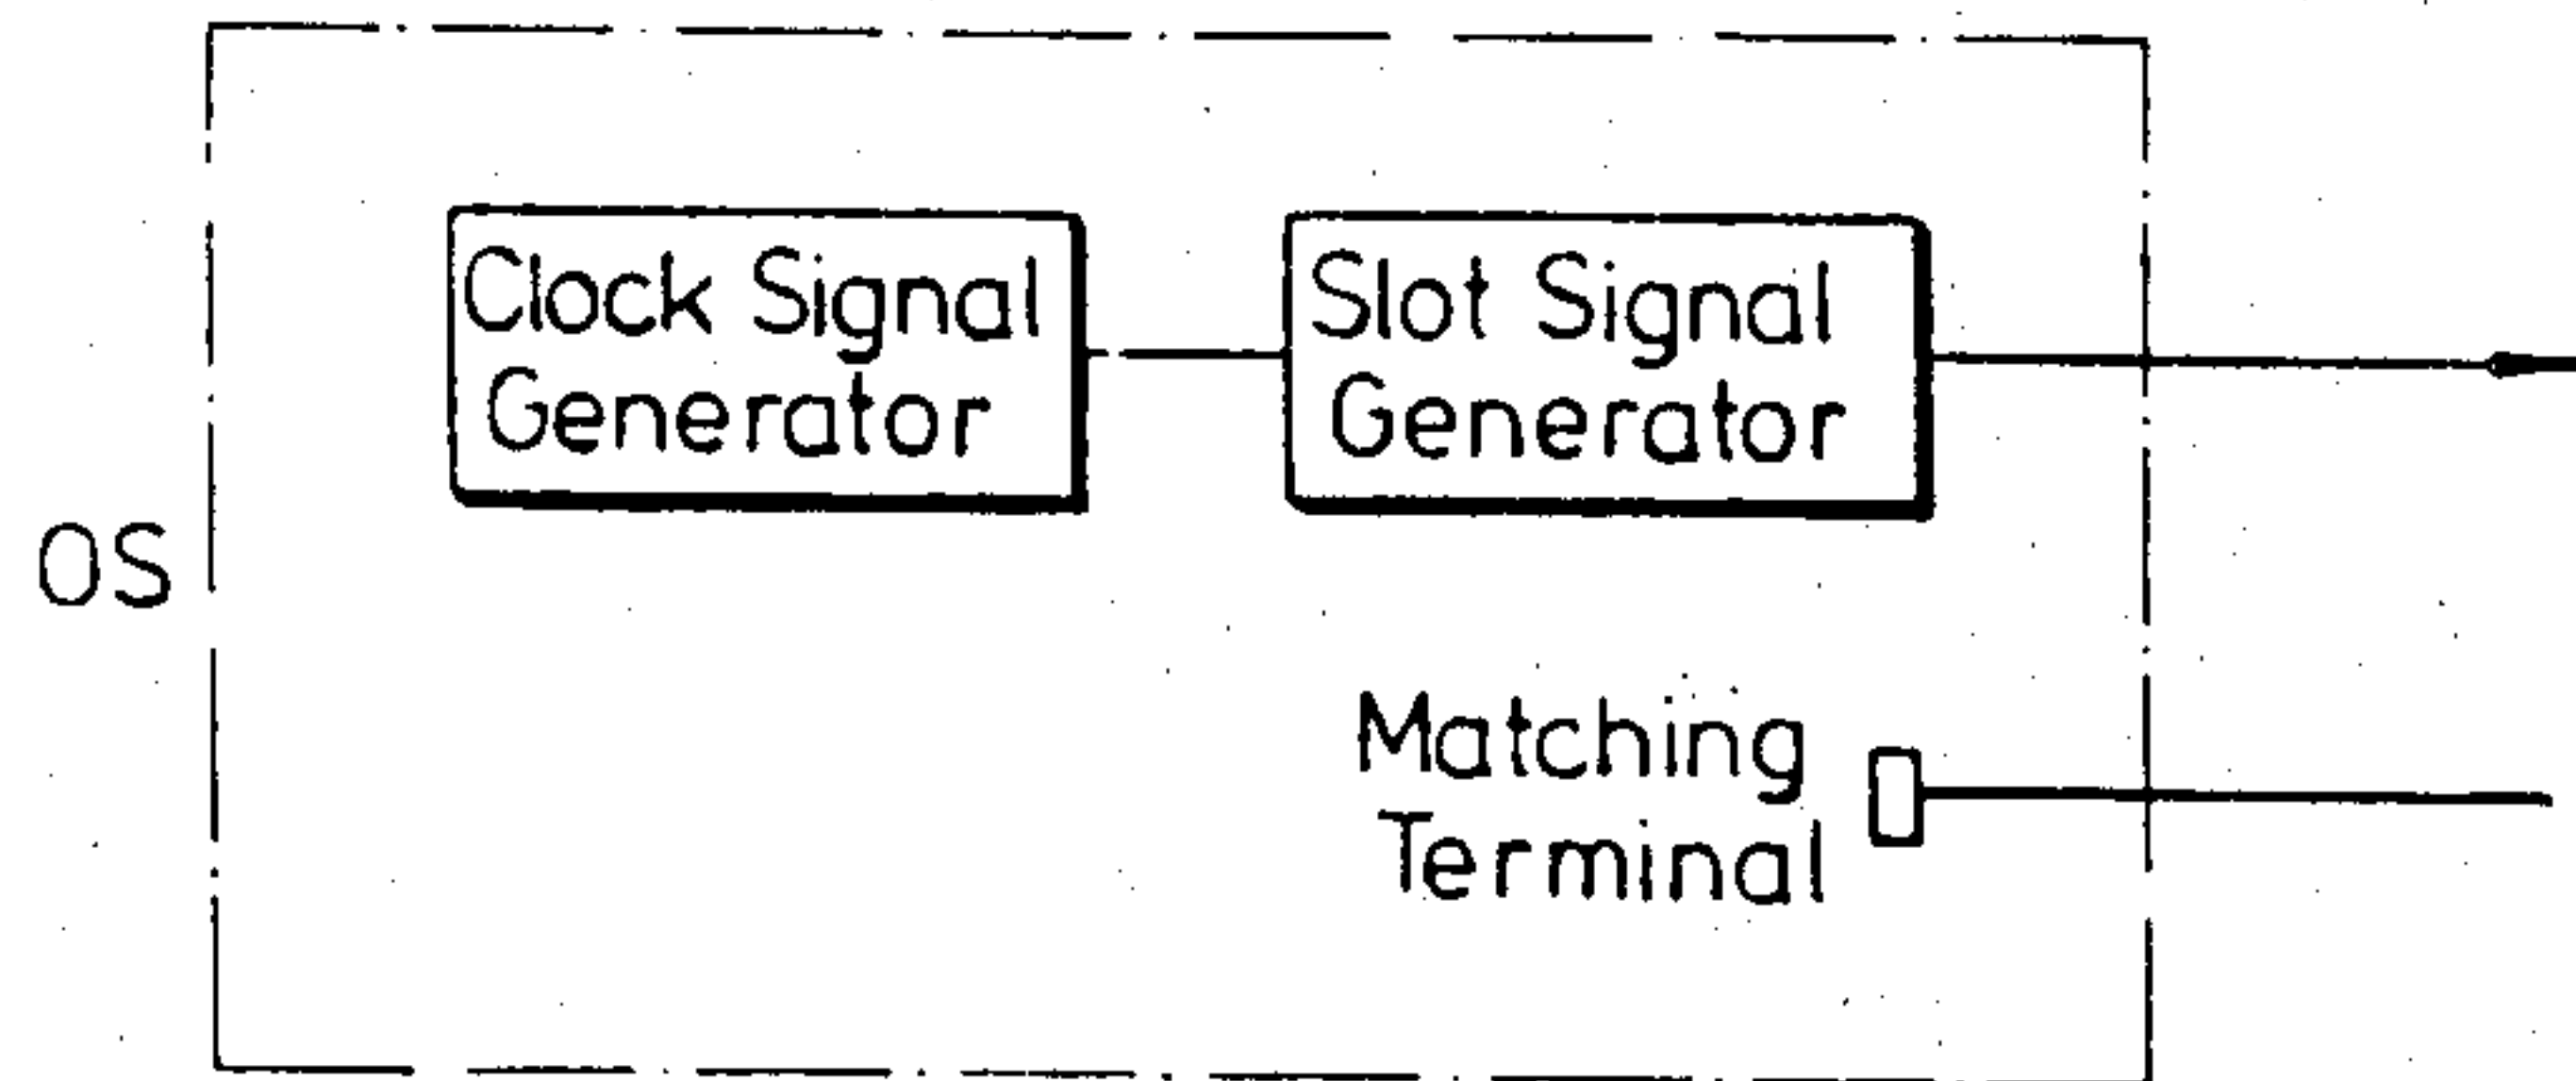 Clock Signal
Generator
Slot Signal
Generator
OS
Matching
Terminal